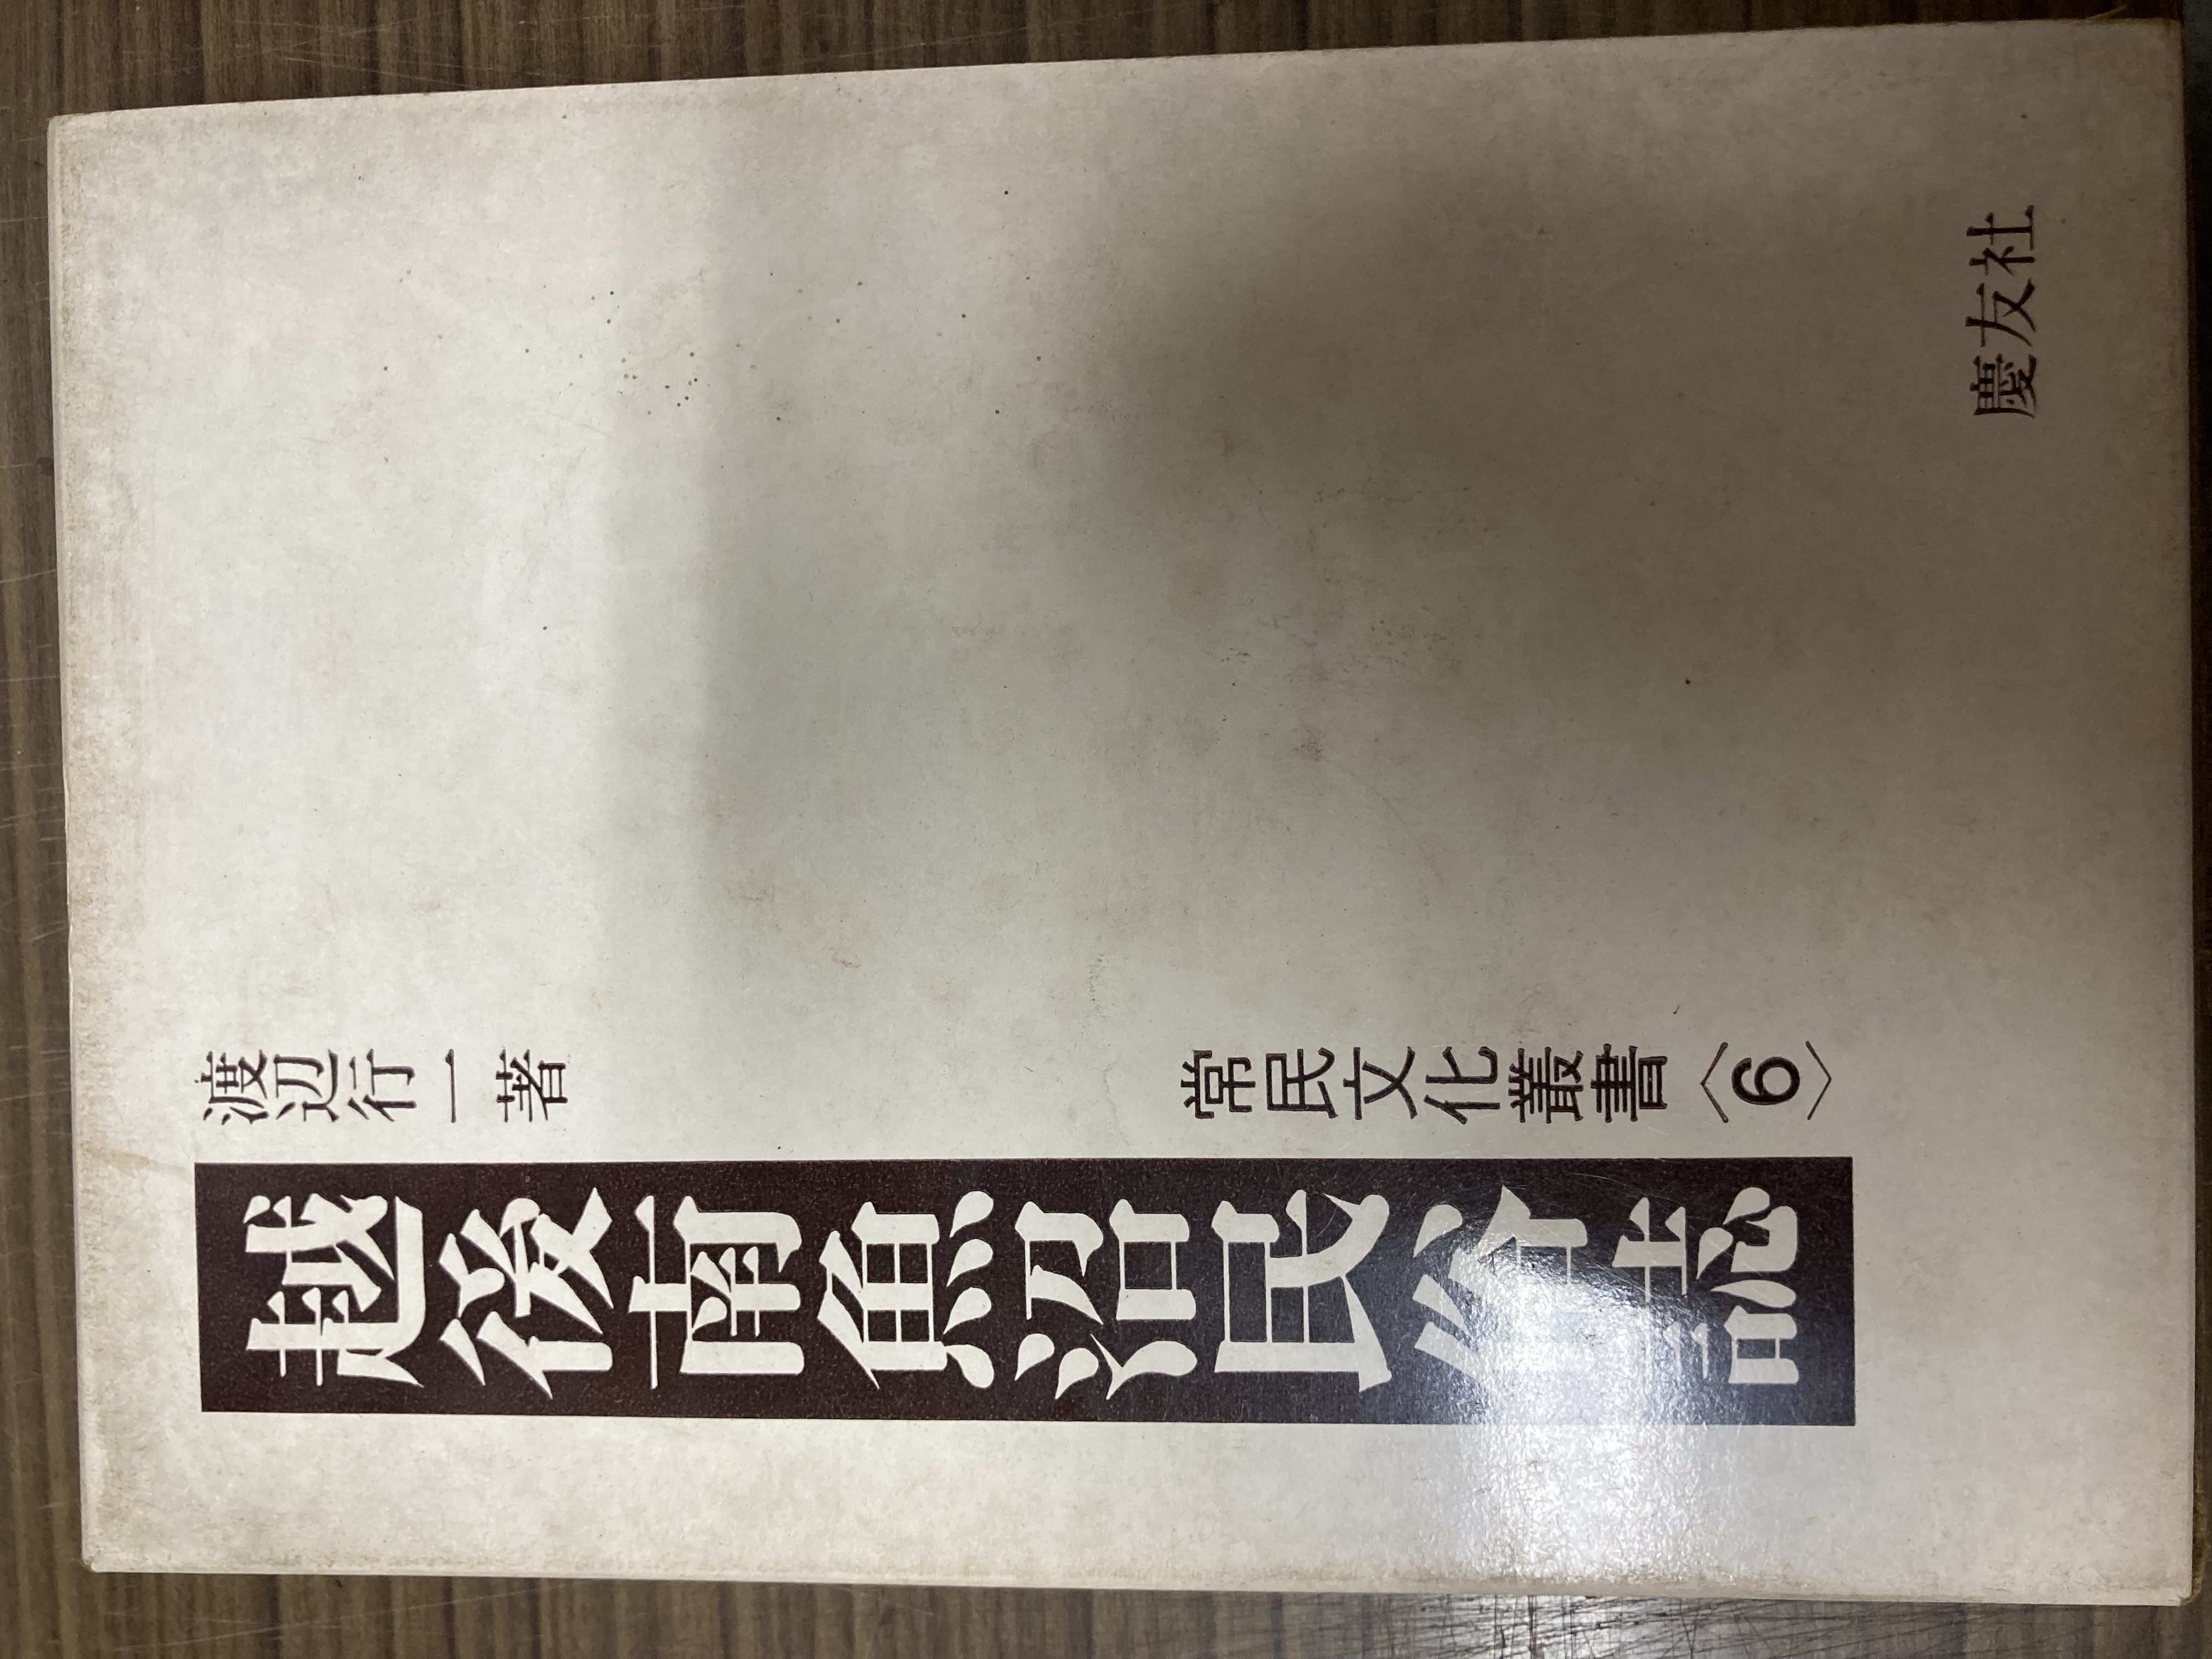 越後南魚沼民俗誌
渡辺行一著
常民文化叢書〈6〉
慶友社